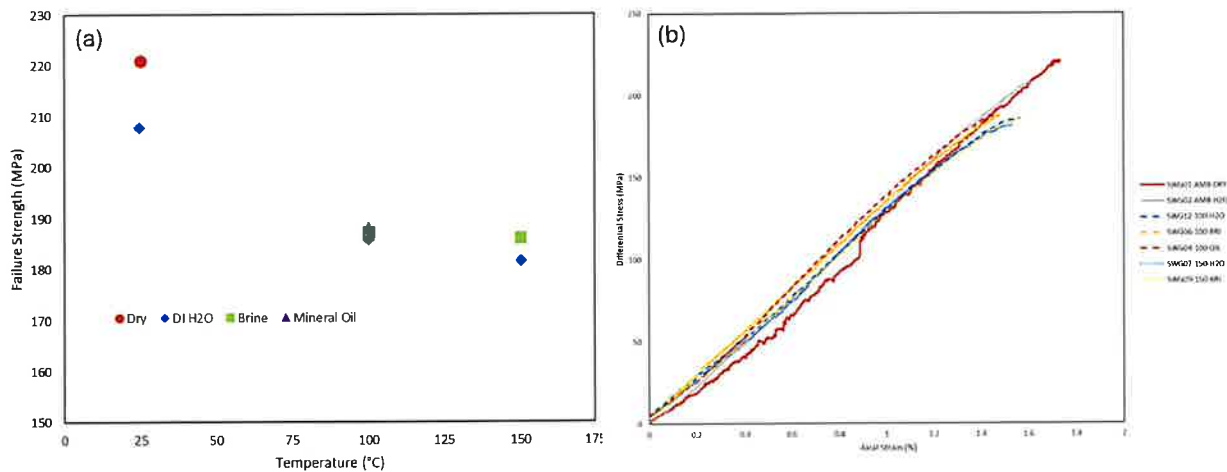 (a)
230
220
210
200
190
180
170
160
150
Failure Strength (MPa)
Dry
DI H2O
Brine
Mineral Oil
0
25
50
75
100
125
150
175
Temperature (°C)
(b)
250
200
150
100
50
0
Differential Stress (MPa)
0
0.2
0.4
0.6
0.8
1
1.2
1.4
1.6
1.8
2
Axial Strain (%)
SWG01 AMB-DRY
SWG02 AMB-H2O
SWG12 100-H2O
SWG06 100-BRI
SWG04 100-OIL
SWG07 150-H2O
SWG09 150-BRI